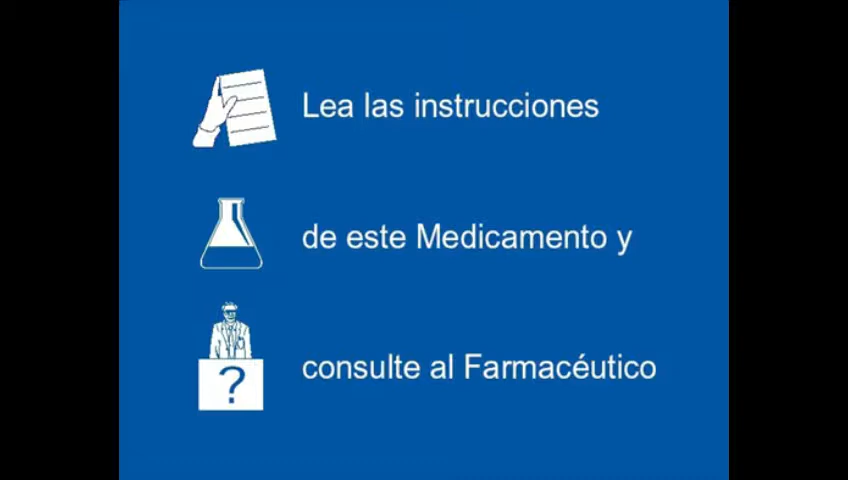 Lea las instrucciones
de este Medicamento y
consulte al Farmacéutico
?